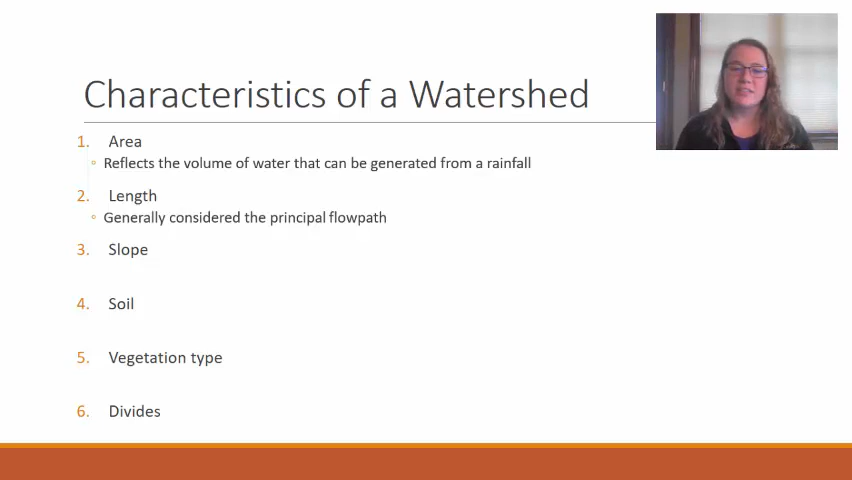 Characteristics of a Watershed
1. Area
◦ Reflects the volume of water that can be generated from a rainfall
2. Length
◦ Generally considered the principal flowpath
3. Slope
4. Soil
5. Vegetation type
6. Divides